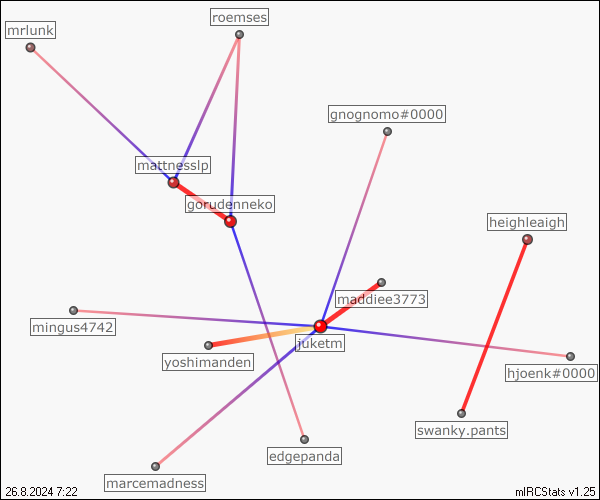 roemses
mrlunk
gnognomo#0000
mattnesslp
gorudenneko
heighleaigh
maddiee3773
mingus4742
juketm
yoshimanden
hjoenk#0000
swanky.pants
edgepanda
marcemadness
26.8.2024 7:22
mIRCStats v1.25